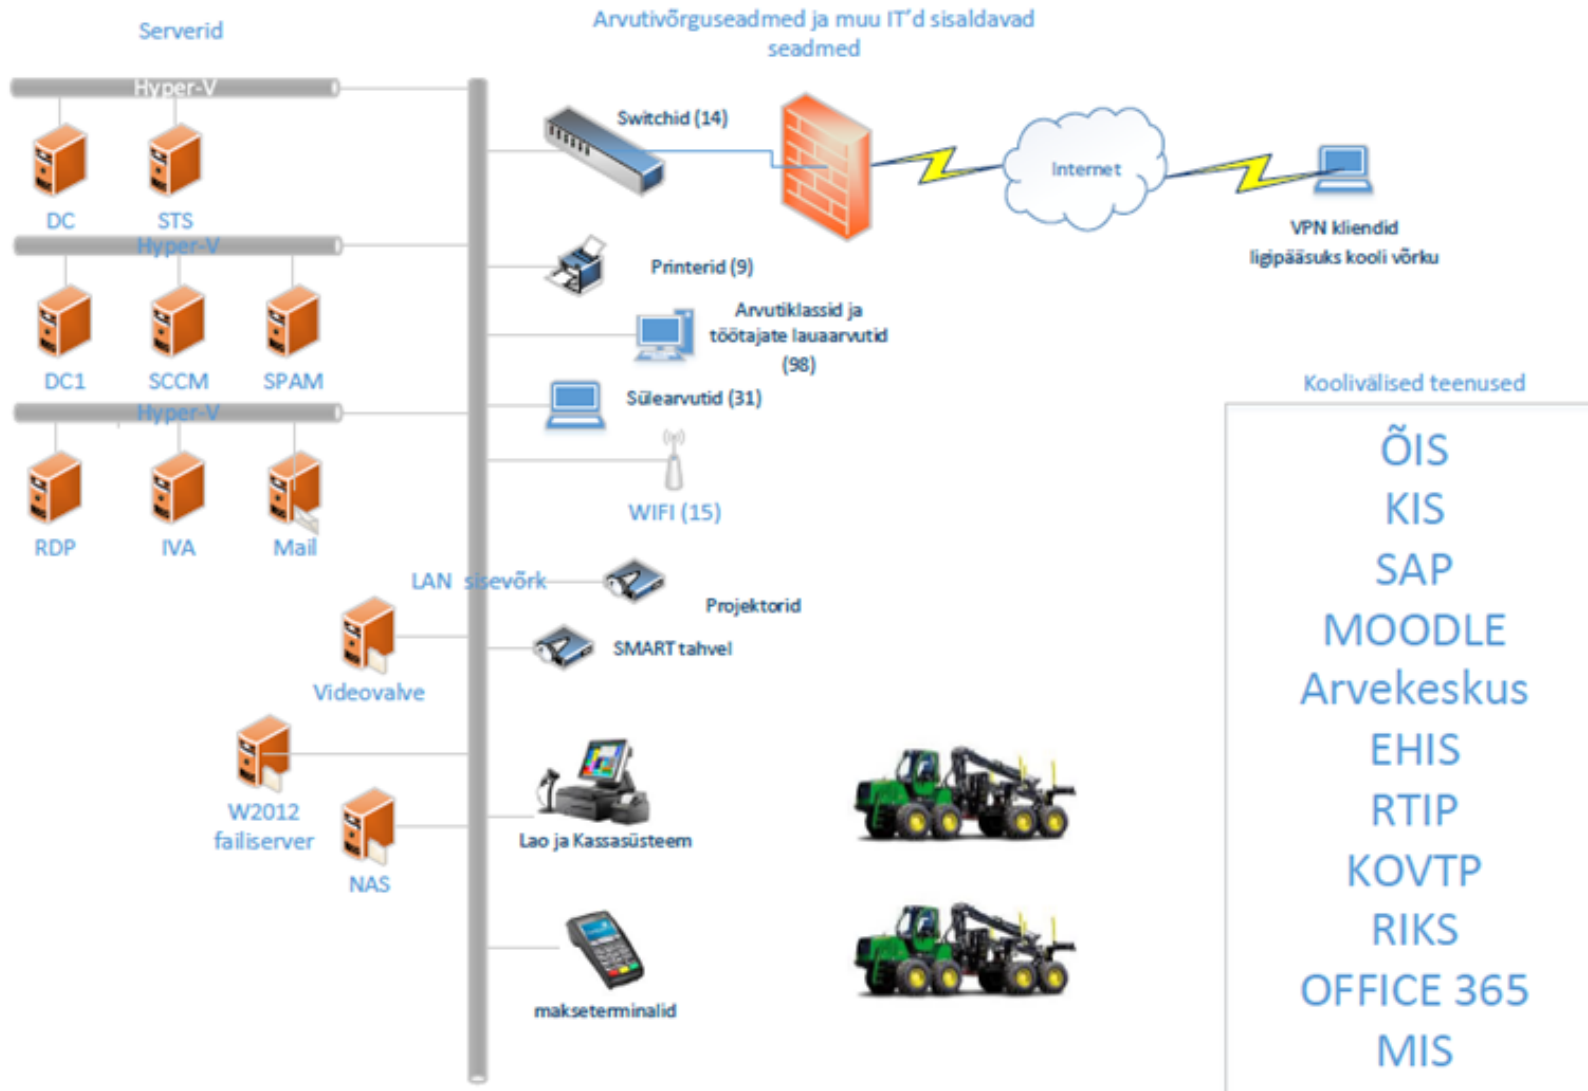 Serverid
Arvutivõrguseadmed ja muu IT´d sisaldavad
seadmed
Hyper-V
DC
STS
Hyper-V
DC1
SCCM
SPAM
Hyper-V
RDP
IVA
Mail
LAN sisevõrk
Videovalve
W2012
failiserver
NAS
Switchid (14)
Internet
VPN kliendid
ligipääsuks kooli võrku
Printerid (9)
Arvutiklassid ja
töötajate lauaarvutid
(98)
Sülearvutid (31)
WIFI (15)
Projektorid
SMART tahvel
Lao ja Kassasüsteem
makseterminalid
Koolivälised teenused
ÕIS
KIS
SAP
MOODLE
Arvekeskus
EHIS
RTIP
KOVTP
RIKS
OFFICE 365
MIS